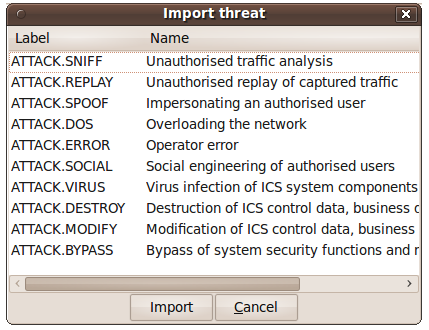 Import threat
Label Name
ATTACK.SNIFF Unauthorised traffic analysis
ATTACK.REPLAY Unauthorised replay of captured traffic
ATTACK.SPOOF Impersonating an authorised user
ATTACK.DOS Overloading the network
ATTACK.ERROR Operator error
ATTACK.SOCIAL Social engineering of authorised users
ATTACK.VIRUS Virus infection of ICS system components
ATTACK.DESTROY Destruction of ICS control data, business
ATTACK.MODIFY Modification of ICS control data, business
ATTACK.BYPASS Bypass of system security functions and
Import Cancel